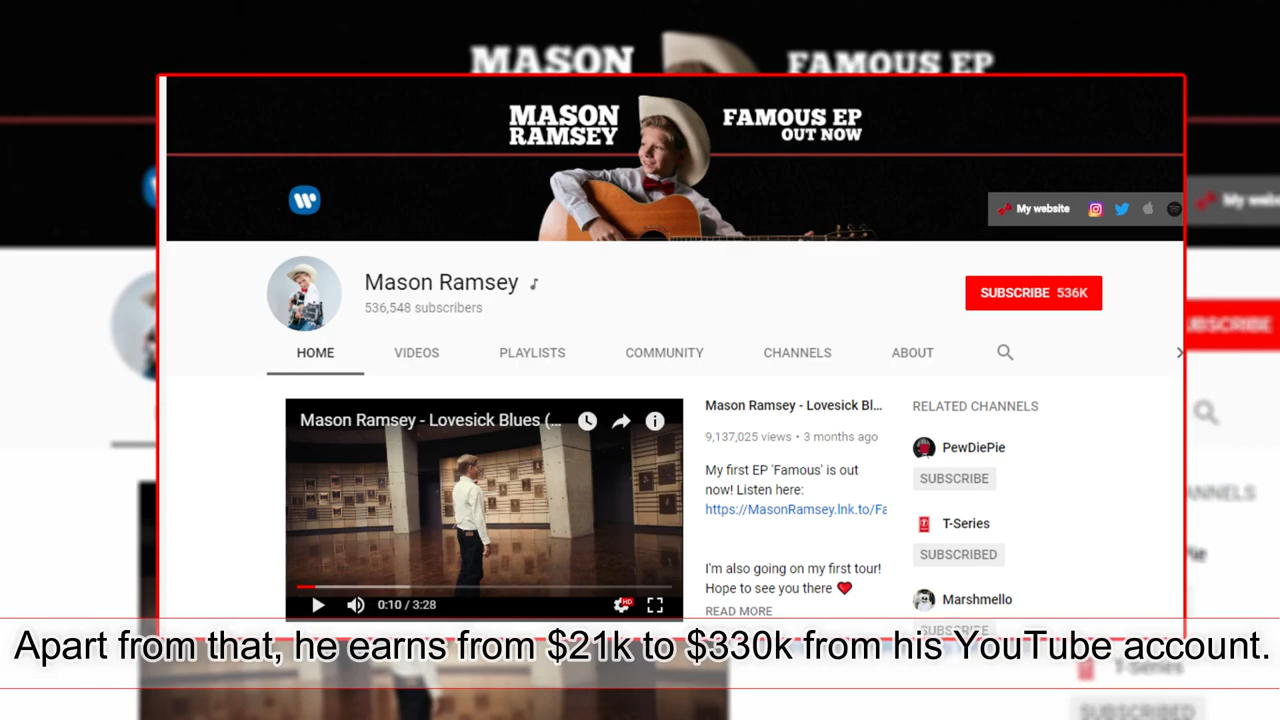 MASON
FAMOUS EP
MASON
RAMSEY
FAMOUS EP
OUT NOW
My website
Mason Ramsey
536,548 subscribers
SUBSCRIBE 536K
HOME VIDEOS PLAYLISTS COMMUNITY CHANNELS ABOUT
Mason Ramsey - Lovesick Blues (...
0:10 / 3:28
HD
Mason Ramsey - Lovesick Bl...
9,137,025 views • 3 months ago
My first EP 'Famous' is out
now! Listen here:
https://MasonRamsey.lnk.to/Fa
I'm also going on my first tour!
Hope to see you there ❤
READ MORE
RELATED CHANNELS
PewDiePie
SUBSCRIBE
T-Series
SUBSCRIBED
Marshmello
SUBSCRIBE
Apart from that, he earns from $21k to $330k from his YouTube account.
T-Series
SUBSCRIBED